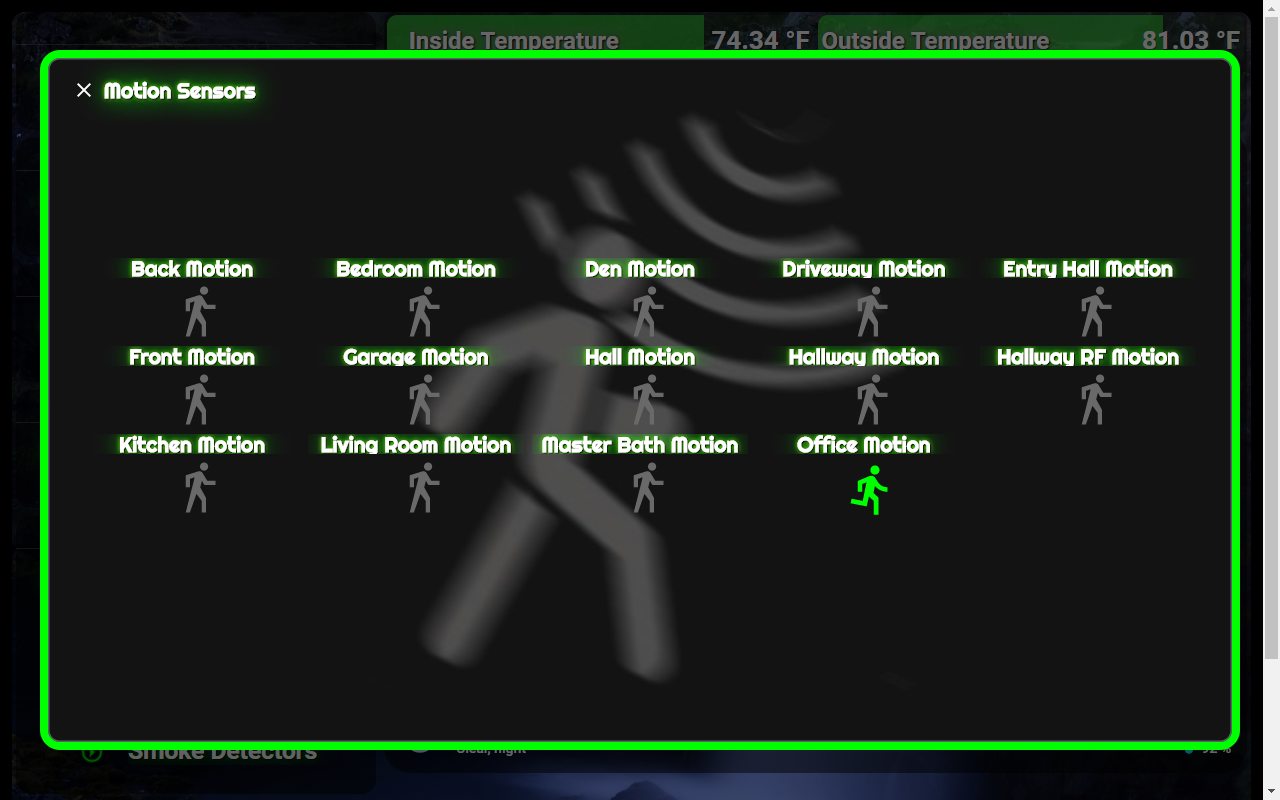 Inside Temperature 74.34 °F Outside Temperature 81.03 °F
Motion Sensors
Back Motion Bedroom Motion Den Motion Driveway Motion Entry Hall Motion
Front Motion Garage Motion Hall Motion Hallway Motion Hallway RF Motion
Kitchen Motion Living Room Motion Master Bath Motion Office Motion
Smoke Detectors Clear, night 92 %